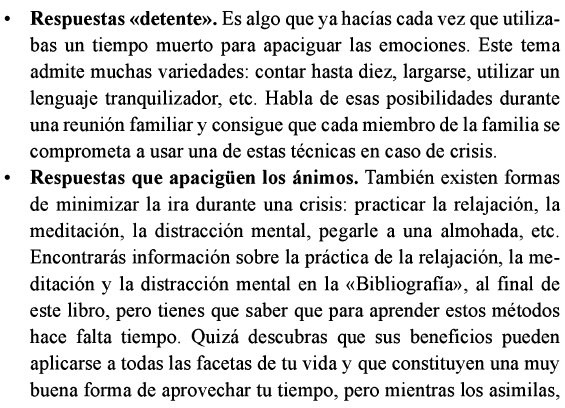 • Respuestas «detente». Es algo que ya hacías cada vez que utiliza-
bas un tiempo muerto para apaciguar las emociones. Este tema
admite muchas variedades: contar hasta diez, largarse, utilizar un
lenguaje tranquilizador, etc. Habla de esas posibilidades durante
una reunión familiar y consigue que cada miembro de la familia se
comprometa a usar una de estas técnicas en caso de crisis.
• Respuestas que apacigüen los ánimos. También existen formas
de minimizar la ira durante una crisis: practicar la relajación, la
meditación, la distracción mental, pegarle a una almohada, etc.
Encontrarás información sobre la práctica de la relajación, la me-
ditación y la distracción mental en la «Bibliografía», al final de
este libro, pero tienes que saber que para aprender estos métodos
hace falta tiempo. Quizá descubras que sus beneficios pueden
aplicarse a todas las facetas de tu vida y que constituyen una muy
buena forma de aprovechar tu tiempo, pero mientras los asimilas,